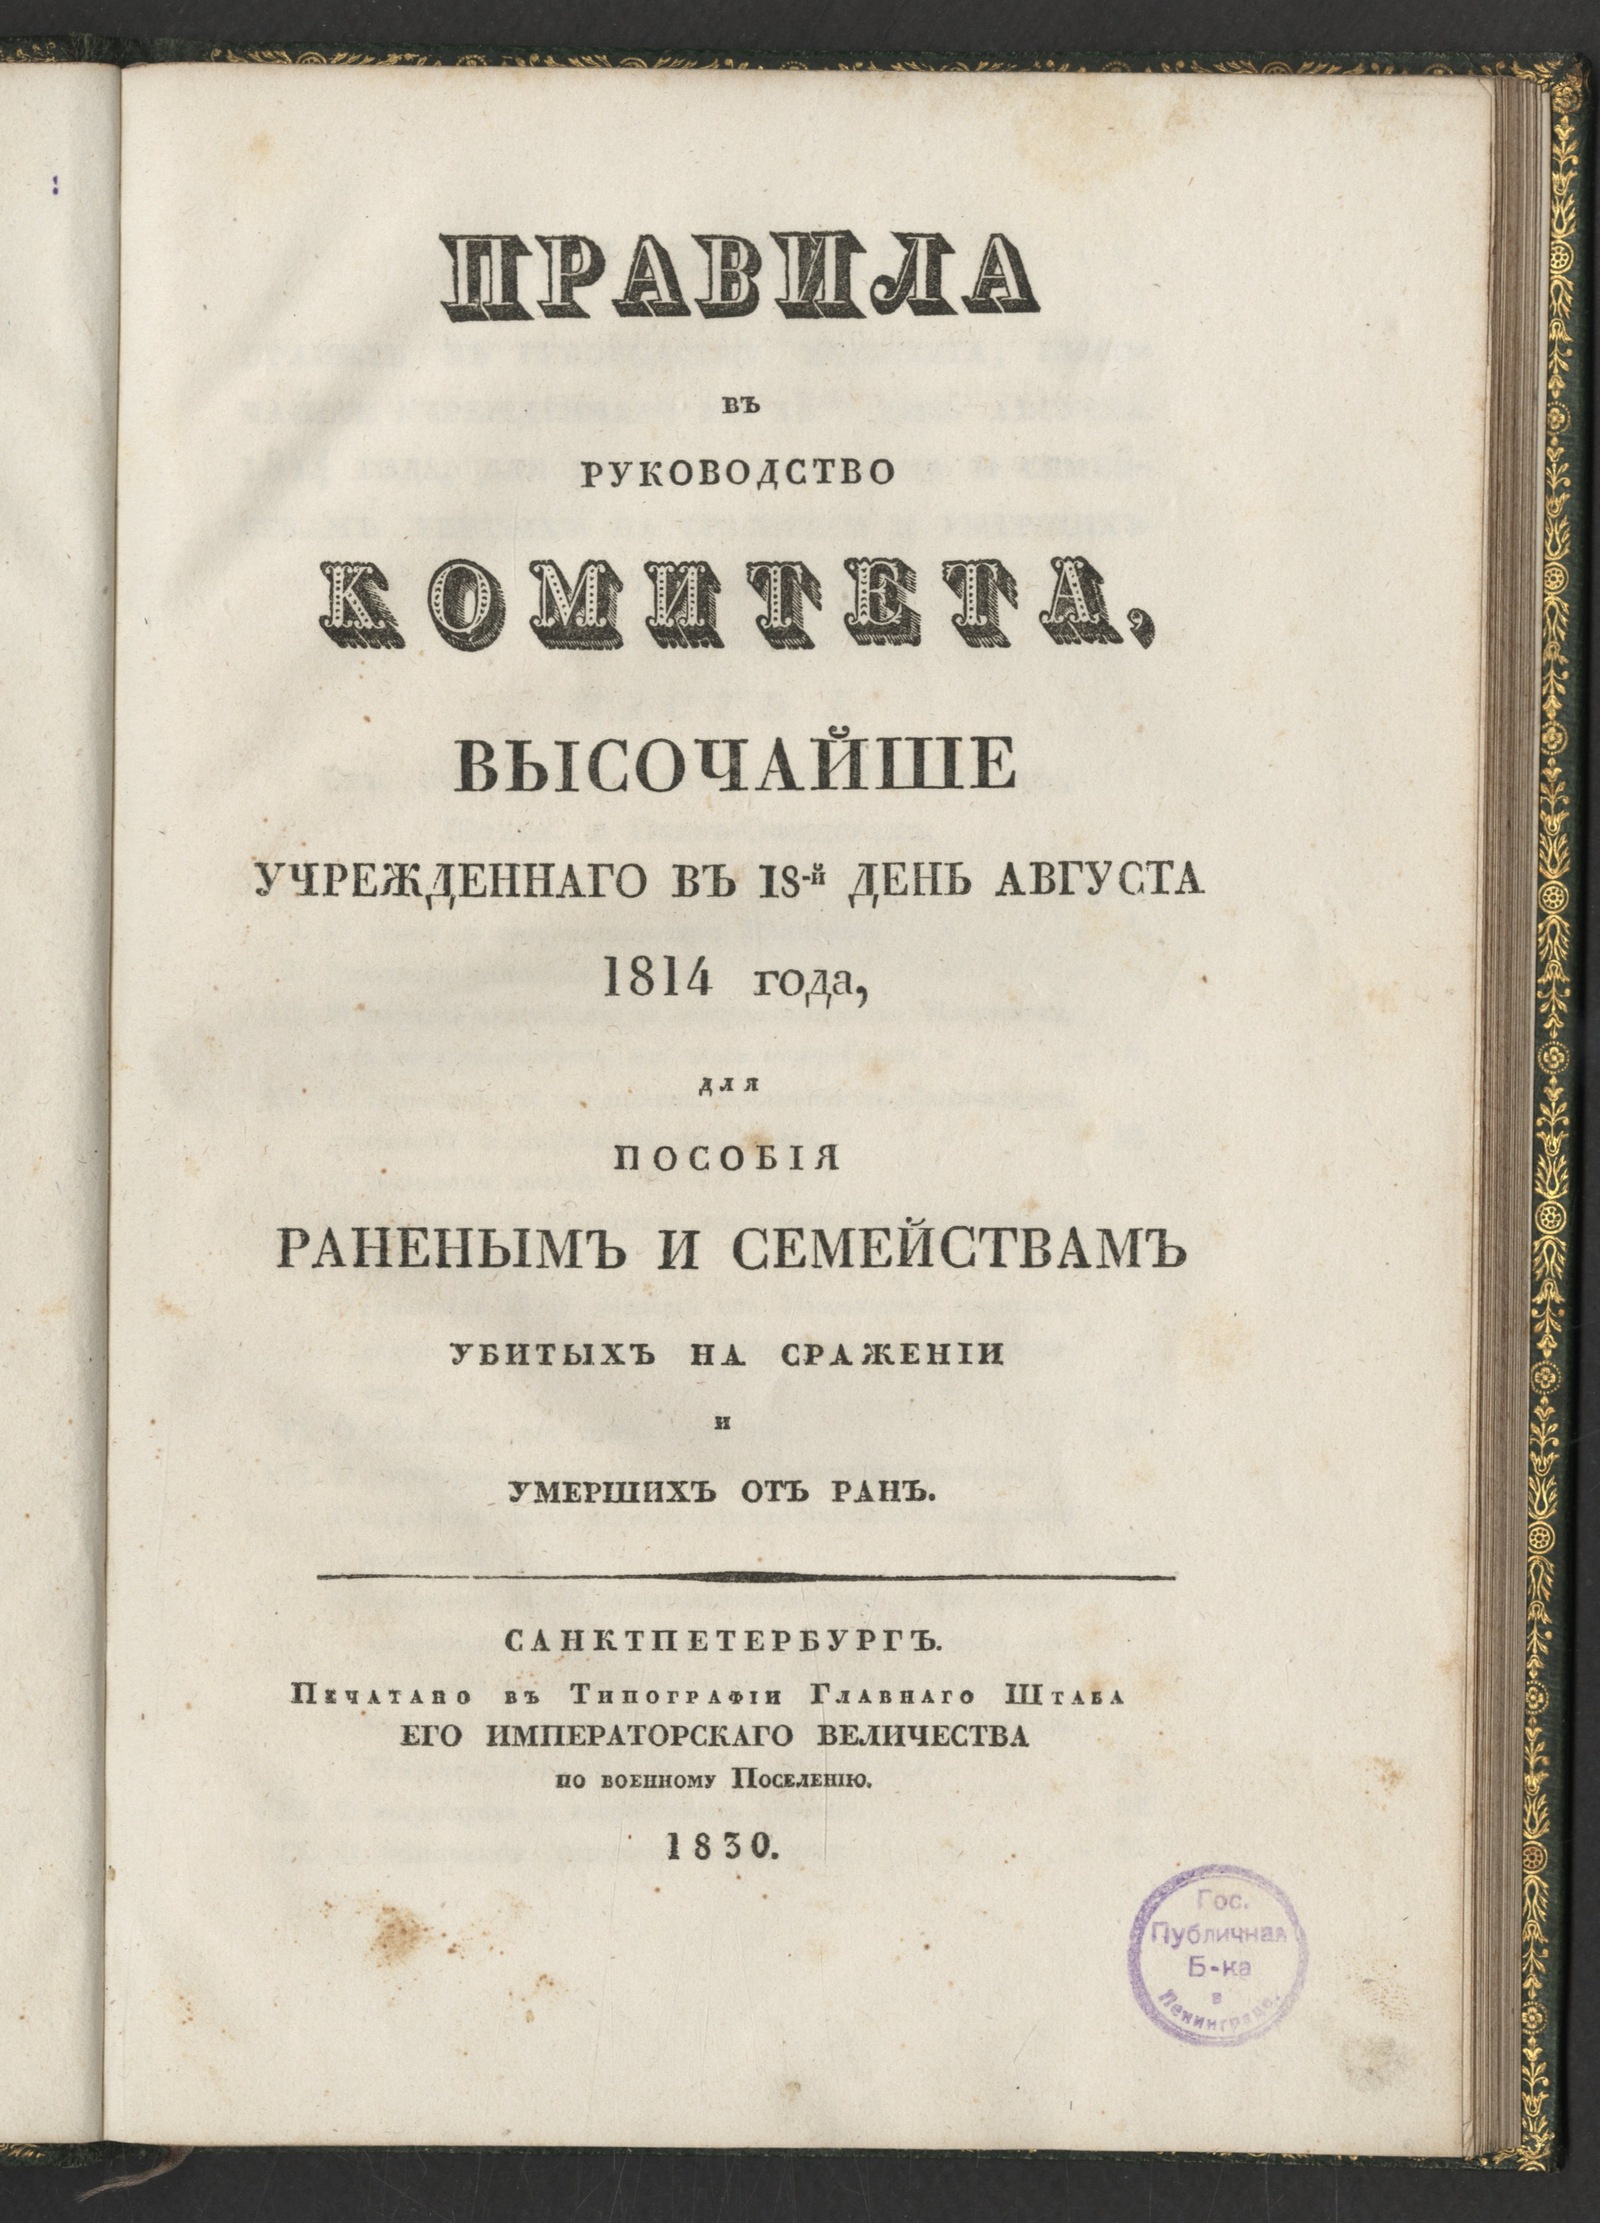 ПРАВИЛА
въ
РУКОВОДСТВО
КОМИТЕТА,
ВЫСОЧАЙШЕ
УЧРЕЖДЕННАГО ВЪ 18-й ДЕНЬ АВГУСТА
1814 года,
для
ПОСОБІЯ
РАНЕНЫМЪ И СЕМЕЙСТВАМЪ
УБИТЫХЪ НА СРАЖЕНІИ
и
УМЕРШИХЪ ОТЪ РАНЪ.
САНКТПЕТЕРБУРГЪ.
Печатано въ Типографіи Главнаго Штаба
ЕГО ИМПЕРАТОРСКАГО ВЕЛИЧЕСТВА
по военному Поселенію.
1830.
Гос.
Публичная
Б-ка
в
Ленинграде.